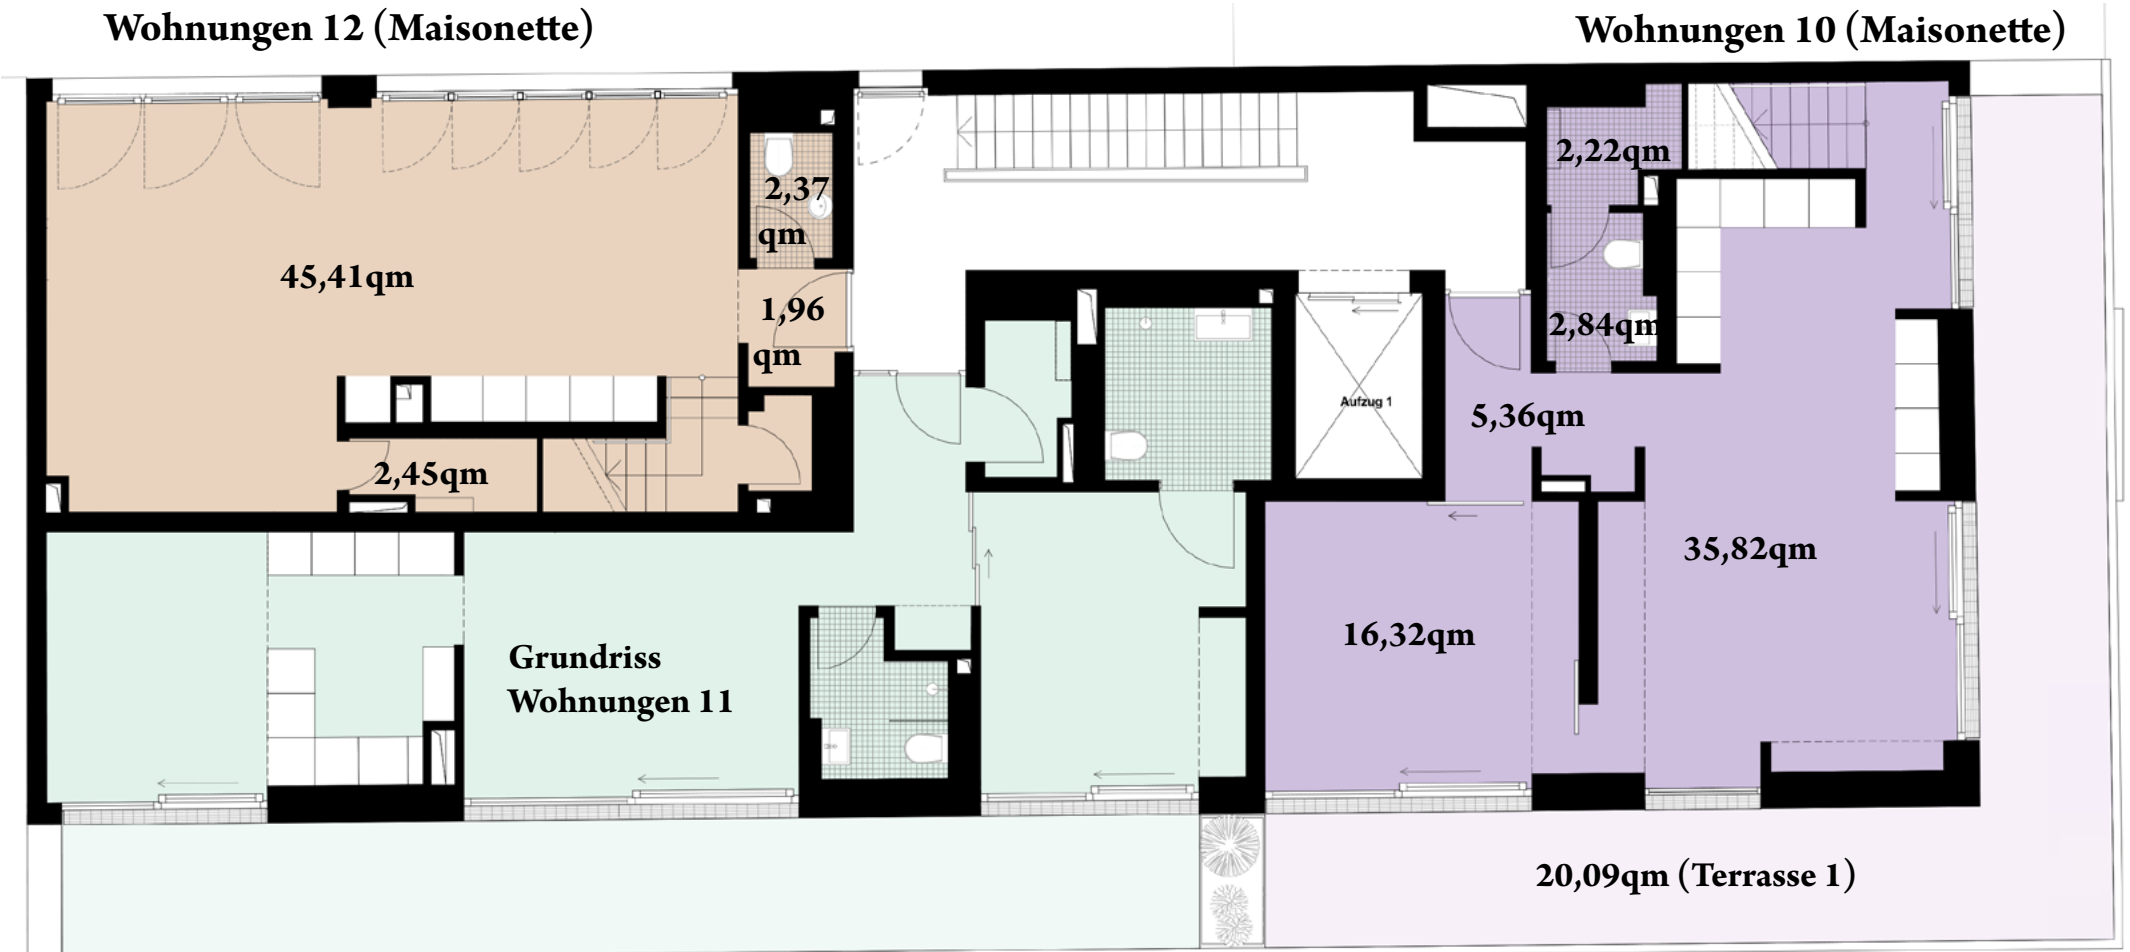 Wohnungen 12 (Maisonette)
Wohnungen 10 (Maisonette)
2,22qm
2,37
qm
45,41qm
1,96
qm
2,84qm
Aufzug 1
5,36qm
2,45qm
35,82qm
16,32qm
Grundriss
Wohnungen 11
20,09qm (Terrasse 1)